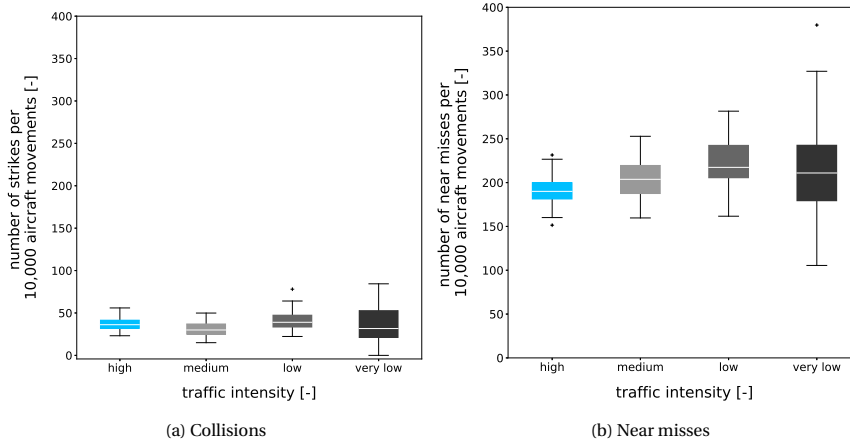 400
350
300
250
200
150
100
50
0
number of strikes per
10,000 aircraft movements [-]
high medium low very low
traffic intensity [-]
(a) Collisions
400
350
300
250
200
150
100
50
0
number of near misses per
10,000 aircraft movements [-]
high medium low very low
traffic intensity [-]
(b) Near misses